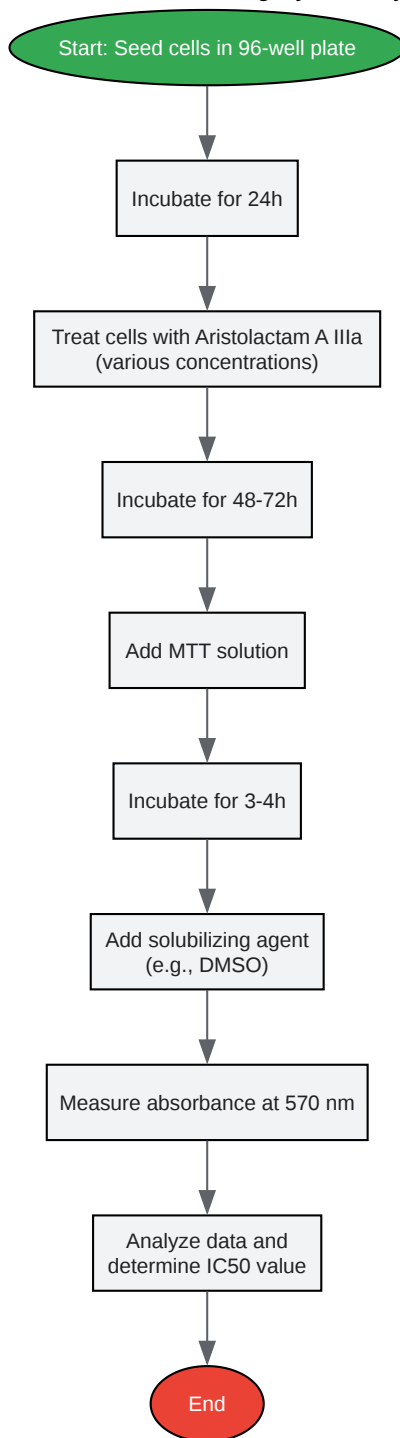 Start: Seed cells in 96-well plate
Incubate for 24h
Treat cells with Aristolactam A IIIa
(various concentrations)
Incubate for 48-72h
Add MTT solution
Incubate for 3-4h
Add solubilizing agent
(e.g., DMSO)
Measure absorbance at 570 nm
Analyze data and
determine IC50 value
End